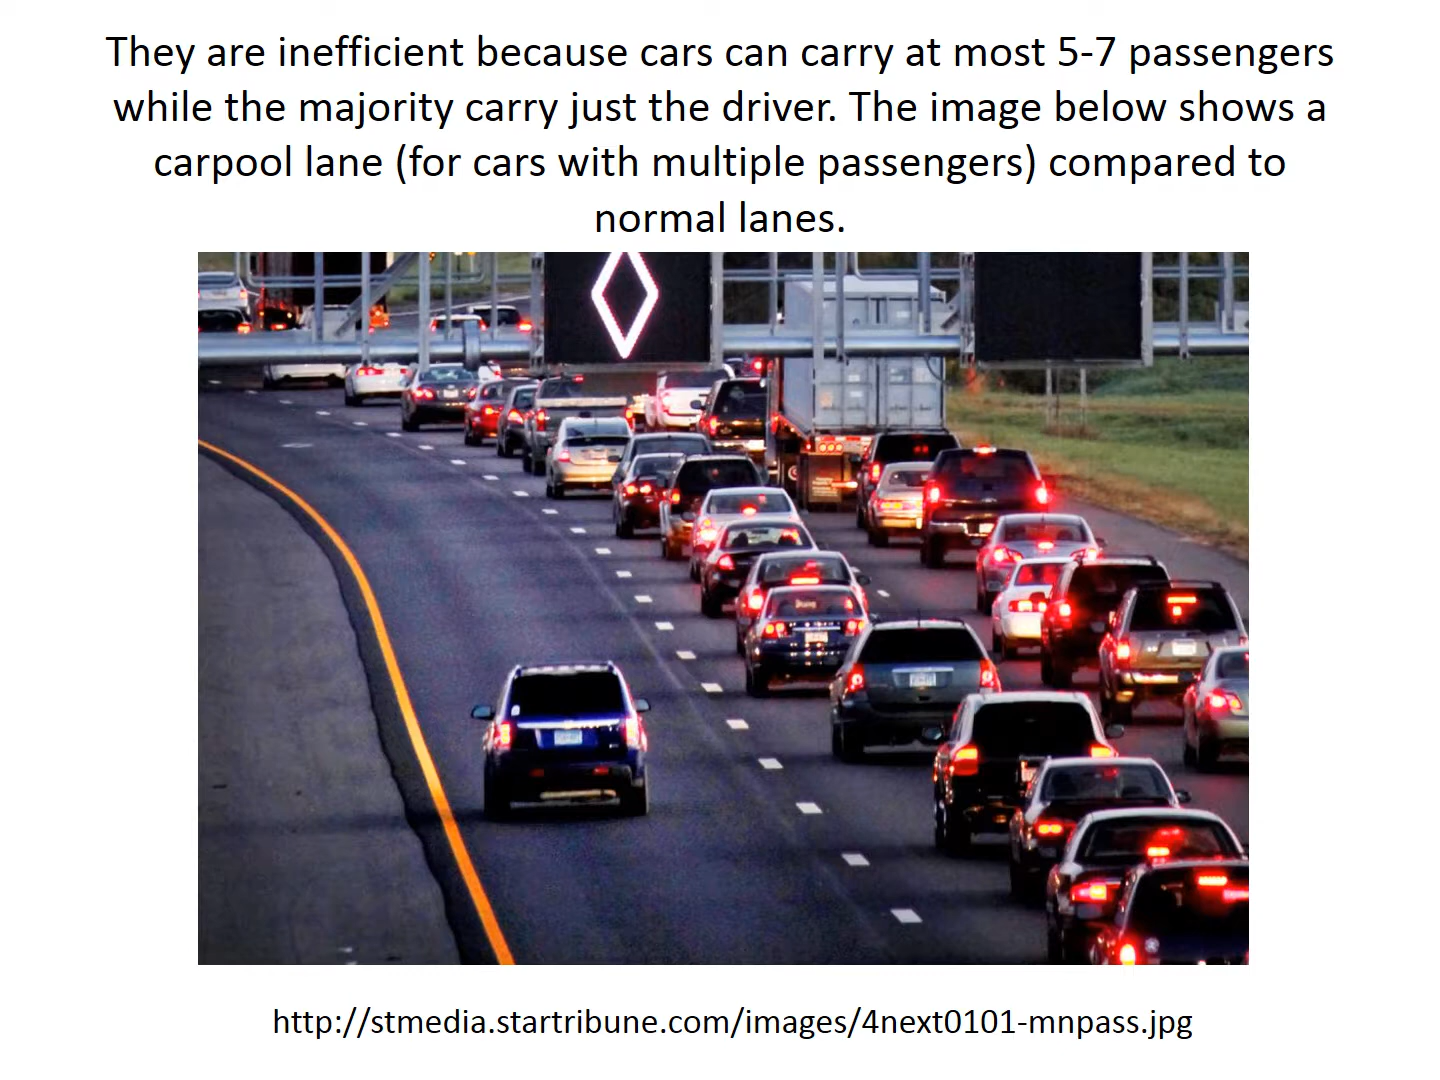 They are inefficient because cars can carry at most 5-7 passengers
while the majority carry just the driver. The image below shows a
carpool lane (for cars with multiple passengers) compared to
normal lanes.
http://stmedia.startribune.com/images/4next0101-mnpass.jpg